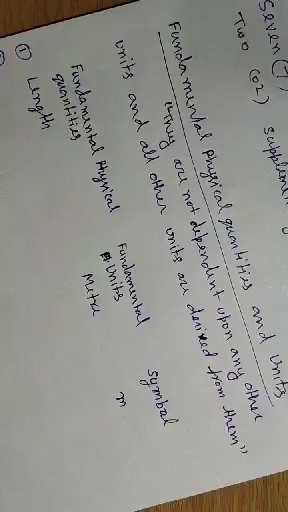 Seven (7)
Two (02) supplemen
Fundamental Physical quantities and units
"They are not dependent upon any other
units and all other units are derived from them"
Fundamental Physical quantities
Fundamental Units
Symbol
① Length
Metre
m